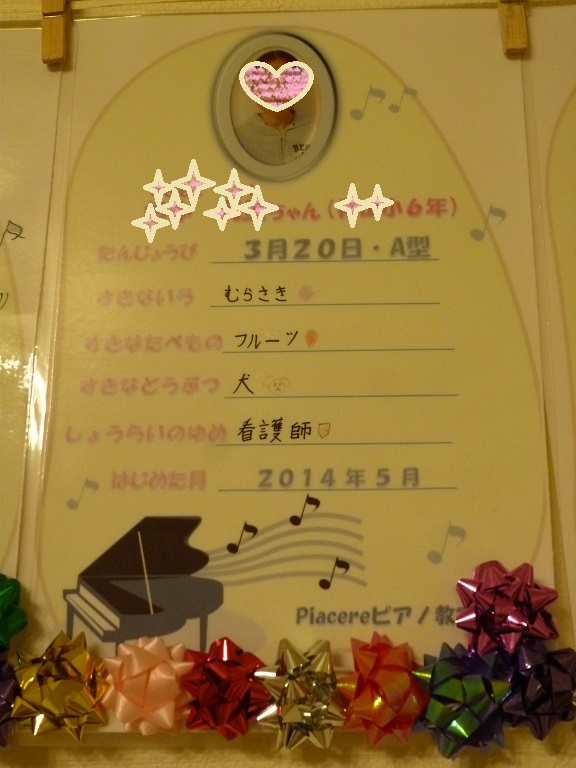 ちゃん（ 小６年）
たんじょうび ３月２０日・A型
すきないろ むらさき
すきなたべもの フルーツ
すきなどうぶつ 犬
しょうらいのゆめ 看護師
はじめた月 ２０１４年５月
Piacereピアノ教